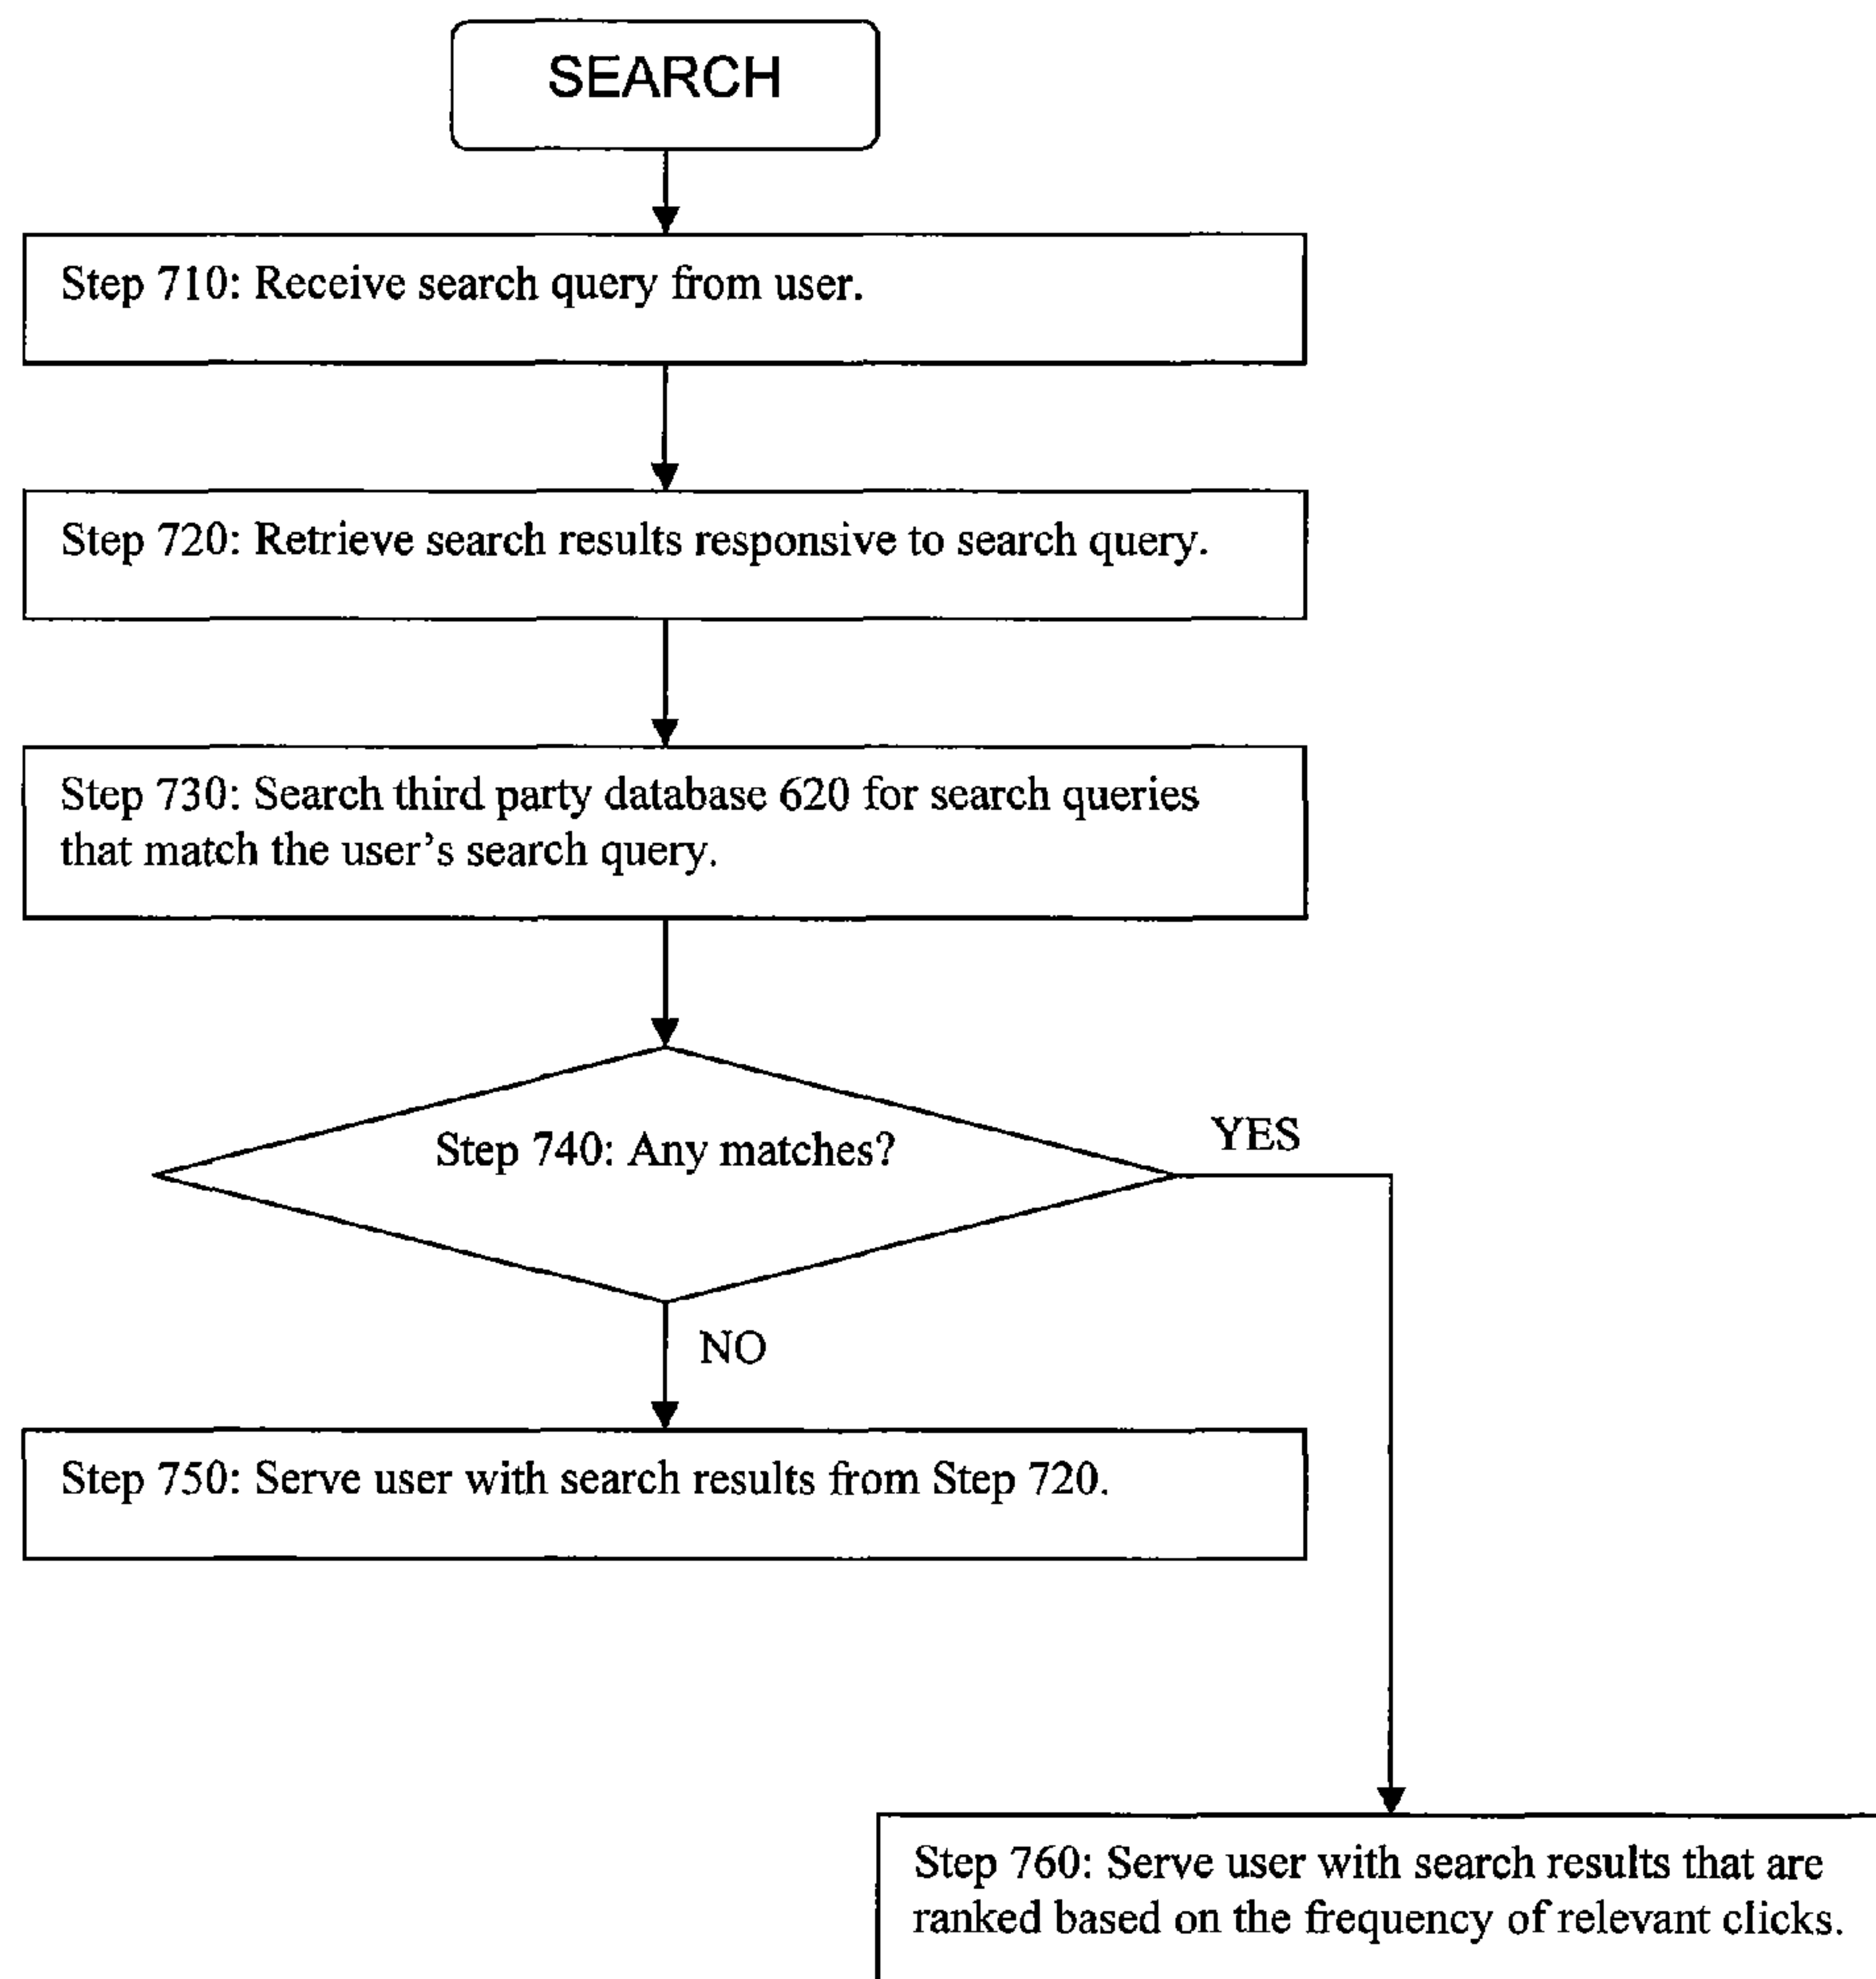 SEARCH
Step 710: Receive search query from user.
Step 720: Retrieve search results responsive to search query.
Step 730: Search third party database 620 for search queries
that match the user's search query.
Step 740: Any matches?
YES
NO
Step 750: Serve user with search results from Step 720.
Step 760: Serve user with search results that are
ranked based on the frequency of relevant clicks.